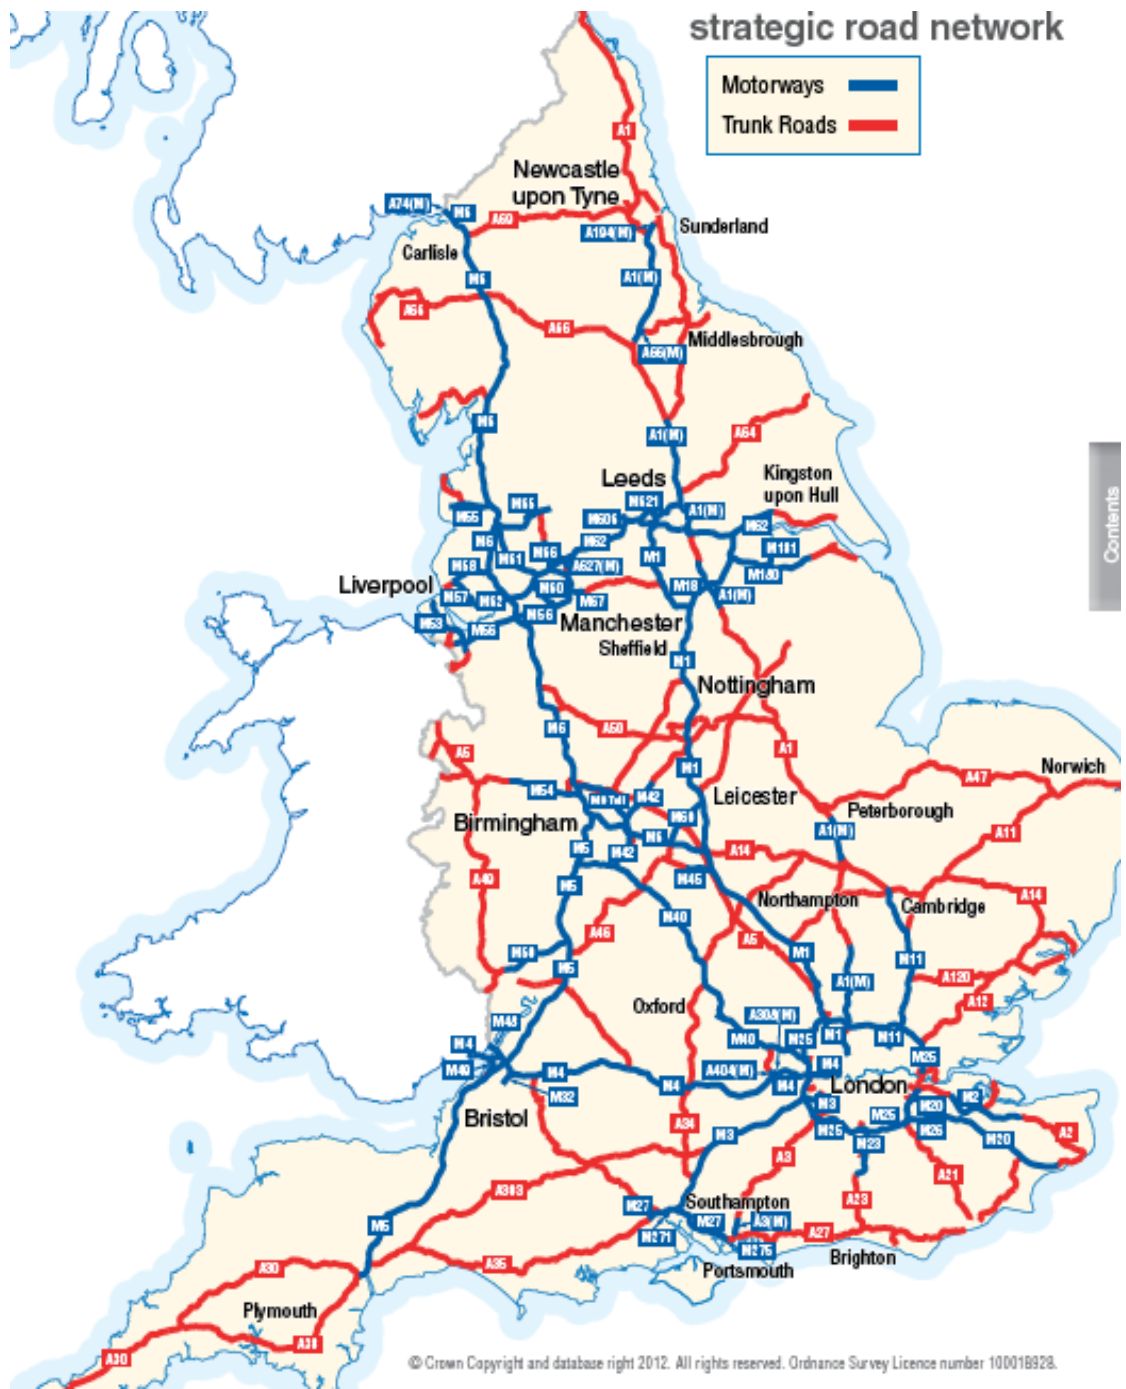 strategic road network
Motorways
Trunk Roads
A1
Newcastle
upon Tyne
A74(M)
M6
A69
A194(M)
Sunderland
Carlisle
M6
A1(M)
A66
A66
A66(M)
Middlesbrough
M6
A1(M)
A64
Leeds
Kingston
upon Hull
M621
A1(M)
M55
M65
M606
M62
M62
M6
M61
M66
M1
M181
M58
A627(M)
M180
Liverpool
M57
M62
M60
M67
M18
A1(M)
M53
M56
M56
Manchester
Sheffield
M1
Nottingham
M6
A50
A5
A1
M1
A47
Norwich
M54
M6 Toll
M42
Leicester
Peterborough
M69
Birmingham
A1(M)
A11
M5
M42
M6
A14
A49
M5
M45
Northampton
Cambridge
A14
M40
A46
A5
M50
M5
M1
M11
A1(M)
A120
A12
Oxford
A308(M)
M48
M4
M40
M25
M1
M11
M25
M49
M4
A404(M)
M4
M4
M4
London
M32
M3
M25
M20
M2
Bristol
M25
M23
M26
M20
A2
A34
M3
A3
A21
A303
M27
Southampton
A23
M5
M27
A3(M)
A27
M271
M275
Brighton
Portsmouth
A30
A35
Plymouth
A38
A30
Contents
© Crown Copyright and database right 2012. All rights reserved. Ordnance Survey Licence number 100018928.